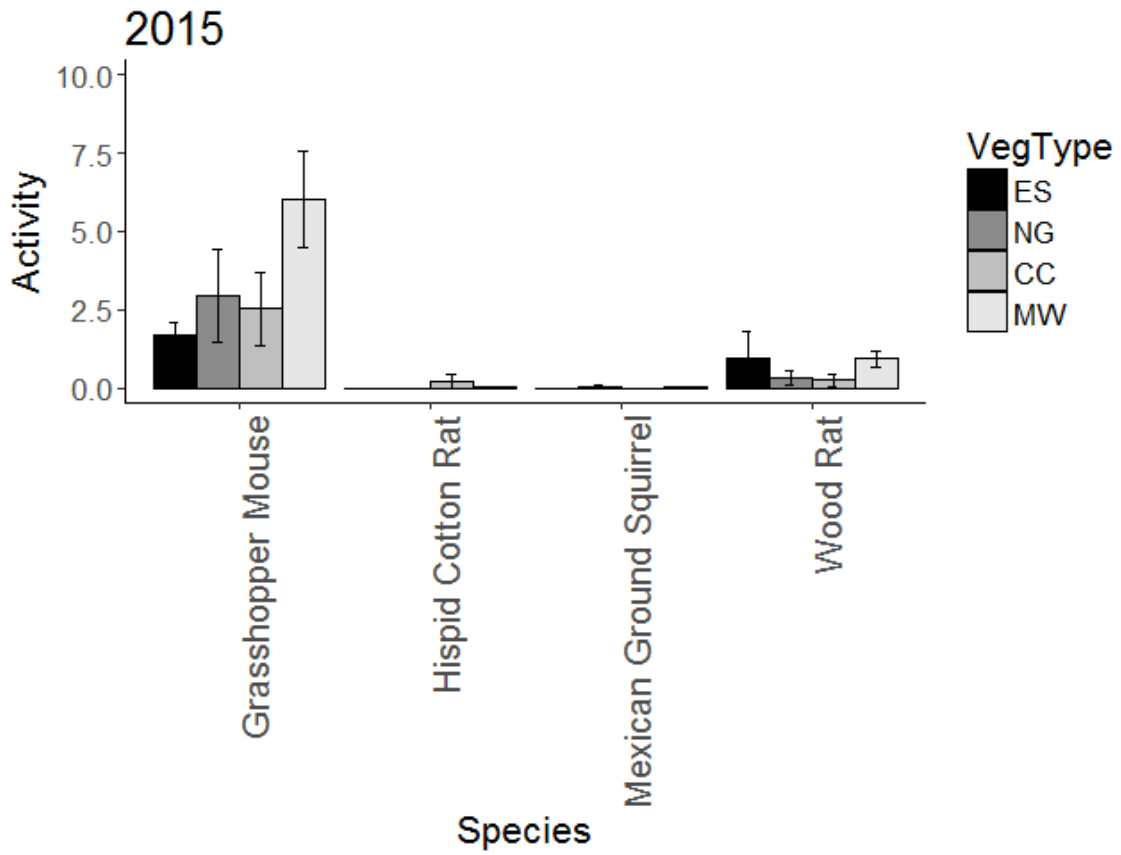 2015
Activity
10.0
7.5
5.0
2.5
0.0
Grasshopper Mouse
Hispid Cotton Rat
Mexican Ground Squirrel
Wood Rat
Species
VegType
ES
NG
CC
MW